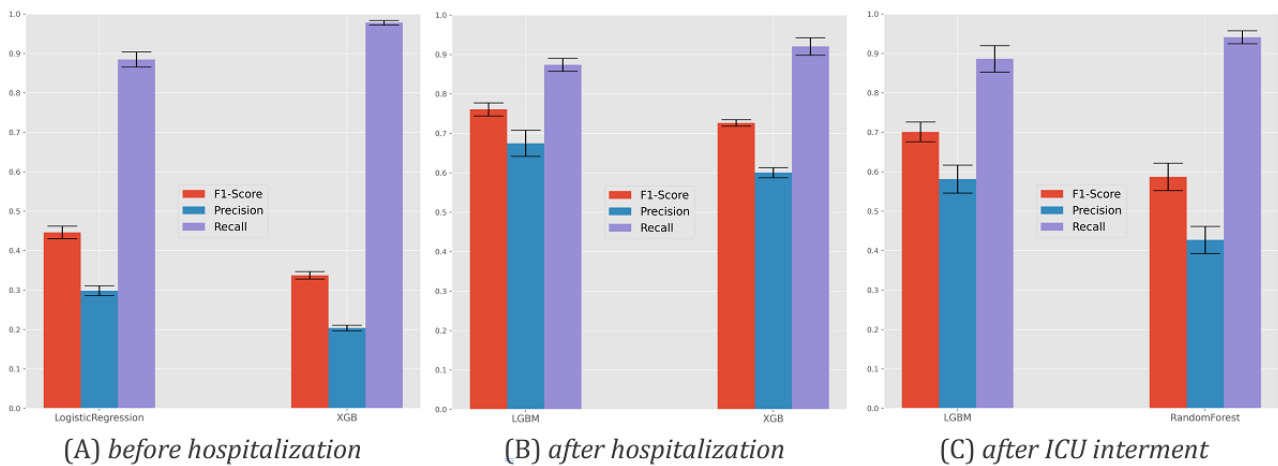 1.0
0.9
0.8
0.7
0.6
0.5
0.4
0.3
0.2
0.1
0.0
F1-Score
Precision
Recall
LogisticRegression XGB
(A) before hospitalization
1.0
0.9
0.8
0.7
0.6
0.5
0.4
0.3
0.2
0.1
0.0
F1-Score
Precision
Recall
LGBM XGB
(B) after hospitalization
1.0
0.9
0.8
0.7
0.6
0.5
0.4
0.3
0.2
0.1
0.0
F1-Score
Precision
Recall
LGBM RandomForest
(C) after ICU interment